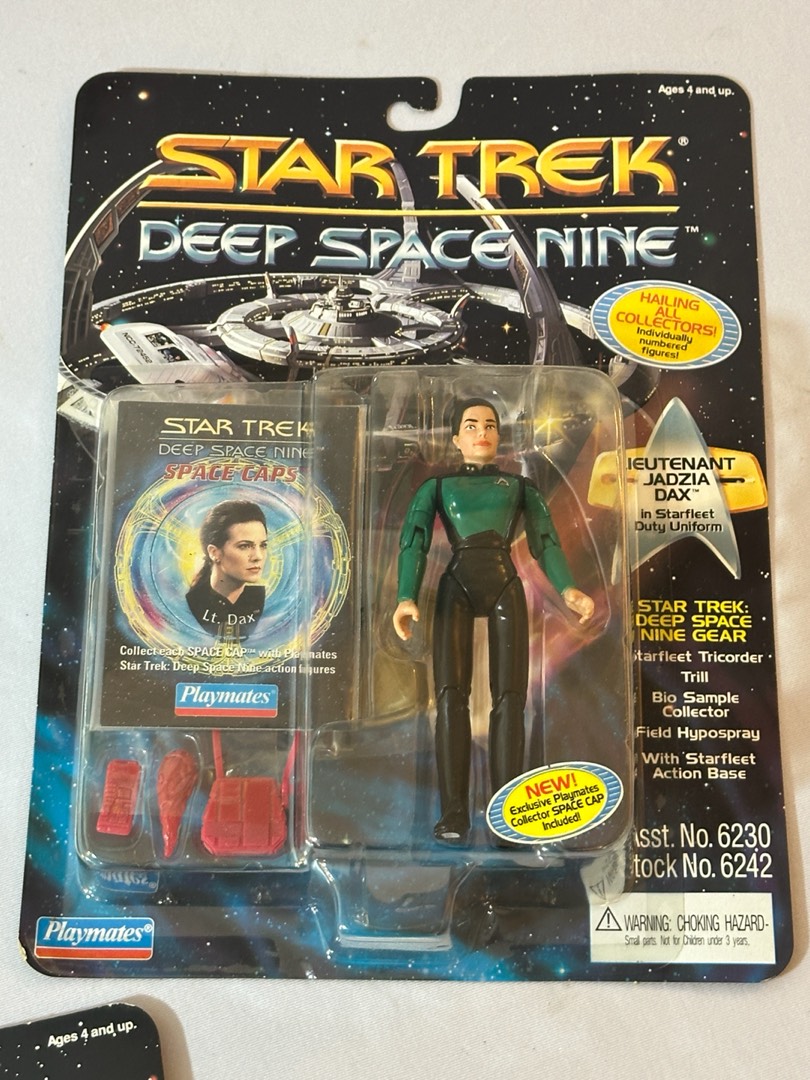 Ages 4 and up.
STAR TREK®
DEEP SPACE NINE™
HAILING
ALL
COLLECTORS!
Individually
numbered
figures!
STAR TREK
DEEP SPACE NINE
SPACE CAPS
Lt. Dax
Collect each SPACE CAP™ with Playmates
Star Trek: Deep Space Nine action figures
Playmates
IEUTENANT
JADZIA
DAX™
in Starfleet
Duty Uniform
STAR TREK:
DEEP SPACE
NINE GEAR
Starfleet Tricorder
Trill
Bio Sample
Collector
Field Hypospray
With Starfleet
Action Base
NEW!
Exclusive Playmates
Collector SPACE CAP
Included!
Asst. No. 6230
tock No. 6242
WARNING: CHOKING HAZARD-
Small parts. Not for Children under 3 years.
Playmates®
Ages 4 and up.